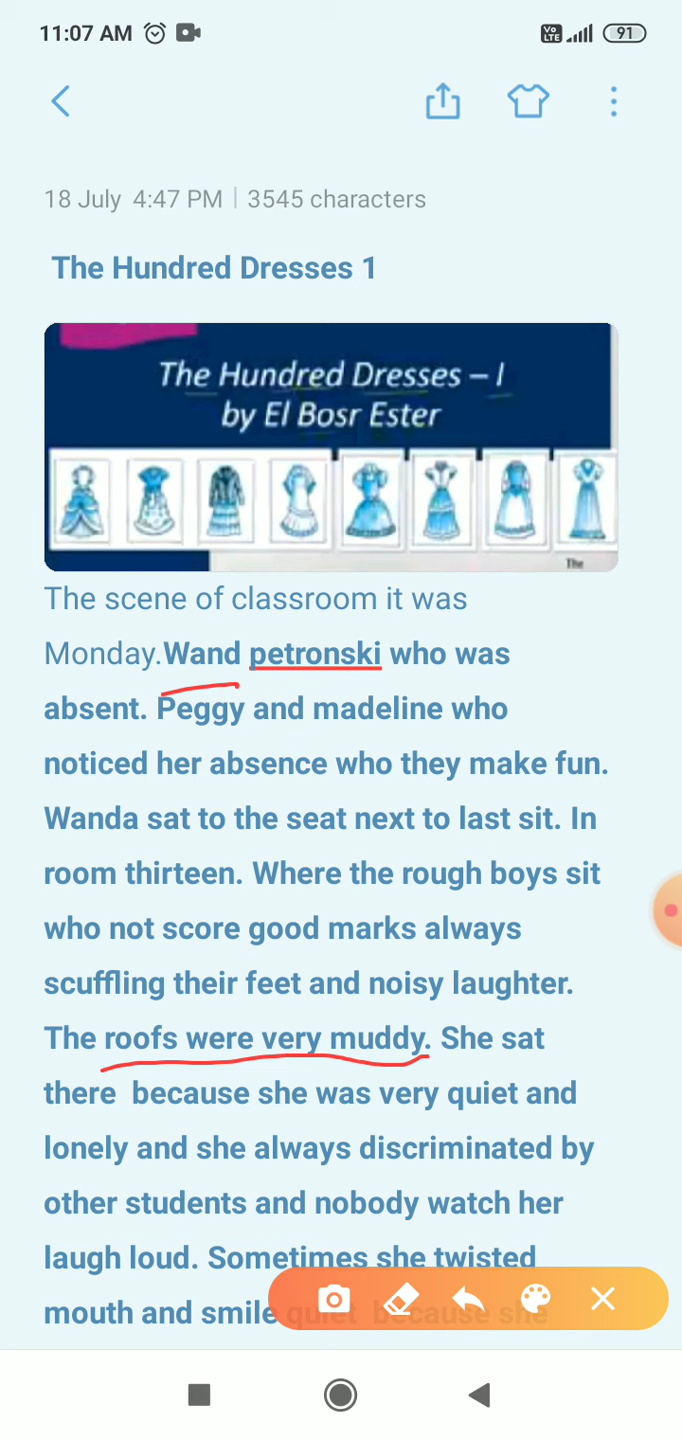 11:07 AM
Vo LTE
91
18 July 4:47 PM | 3545 characters
The Hundred Dresses 1
The Hundred Dresses – I
by El Bosr Ester
The
The scene of classroom it was
Monday.Wand petronski who was
absent. Peggy and madeline who
noticed her absence who they make fun.
Wanda sat to the seat next to last sit. In
room thirteen. Where the rough boys sit
who not score good marks always
scuffling their feet and noisy laughter.
The roofs were very muddy. She sat
there because she was very quiet and
lonely and she always discriminated by
other students and nobody watch her
laugh loud. Sometimes she twisted
mouth and smile quiet because she